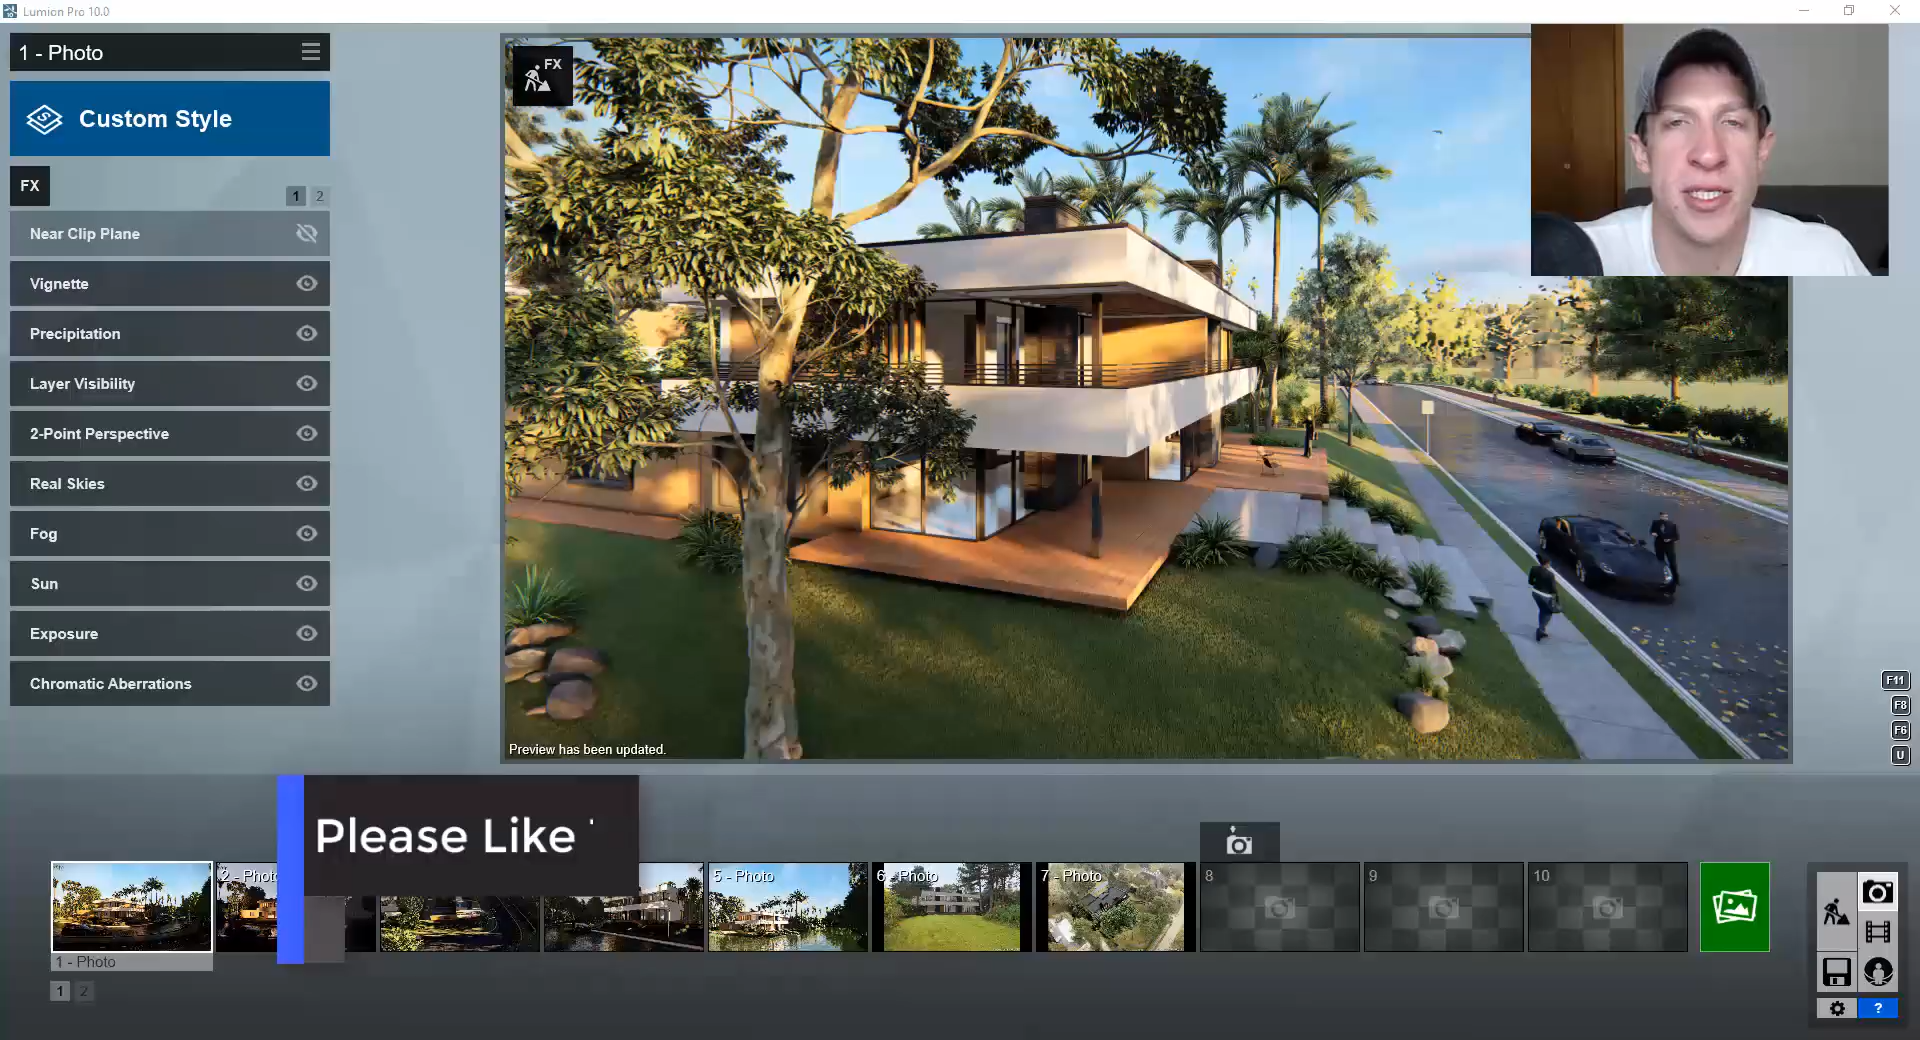 Lumion Pro 10.0
1 - Photo
Custom Style
FX
1 2
Near Clip Plane
Vignette
Precipitation
Layer Visibility
2-Point Perspective
Real Skies
Fog
Sun
Exposure
Chromatic Aberrations
FX
Preview has been updated.
F11
F8
F6
U
Please Like
2 - Photo
5 - Photo
6 - Photo
7 - Photo
8
9
10
1 - Photo
1 2
?